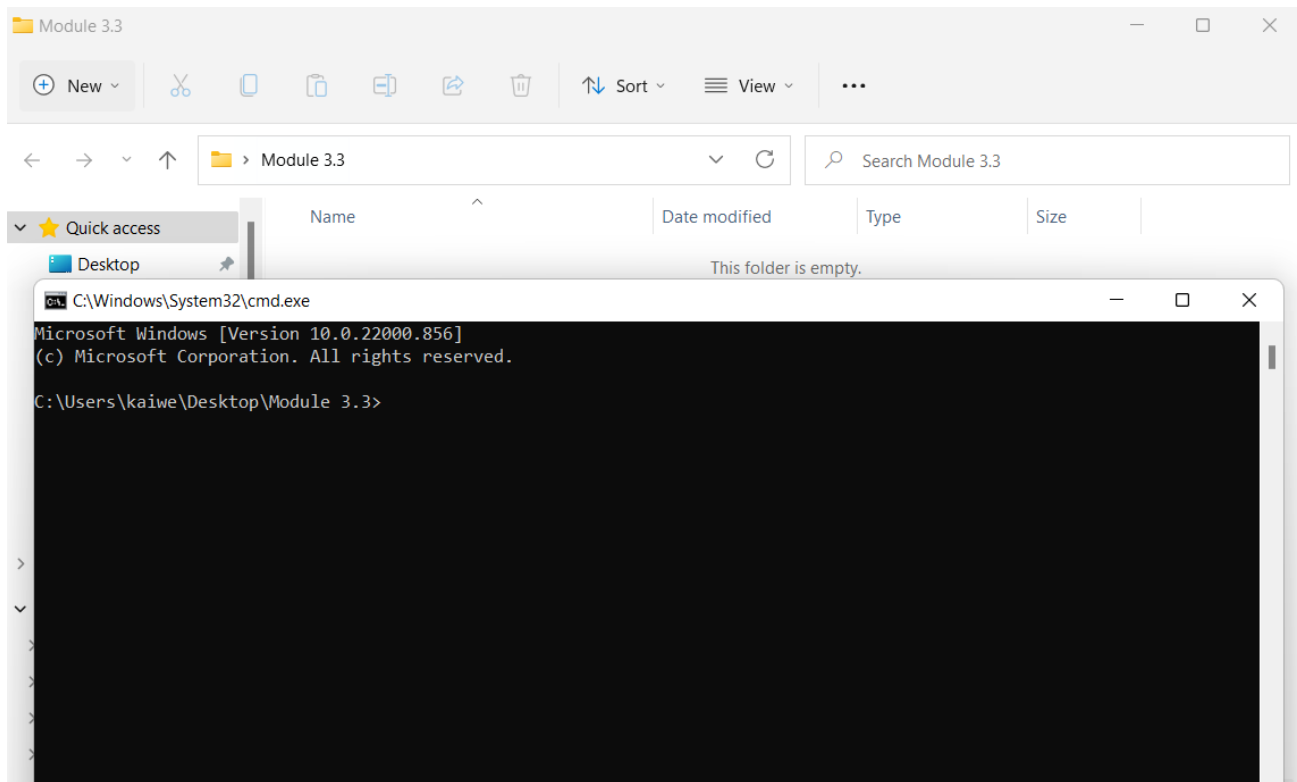 Module 3.3
New
Sort
View
Module 3.3
Search Module 3.3
Quick access
Desktop
Name
Date modified
Type
Size
This folder is empty.
C:\Windows\System32\cmd.exe
Microsoft Windows [Version 10.0.22000.856]
(c) Microsoft Corporation. All rights reserved.
C:\Users\kaiwe\Desktop\Module 3.3>